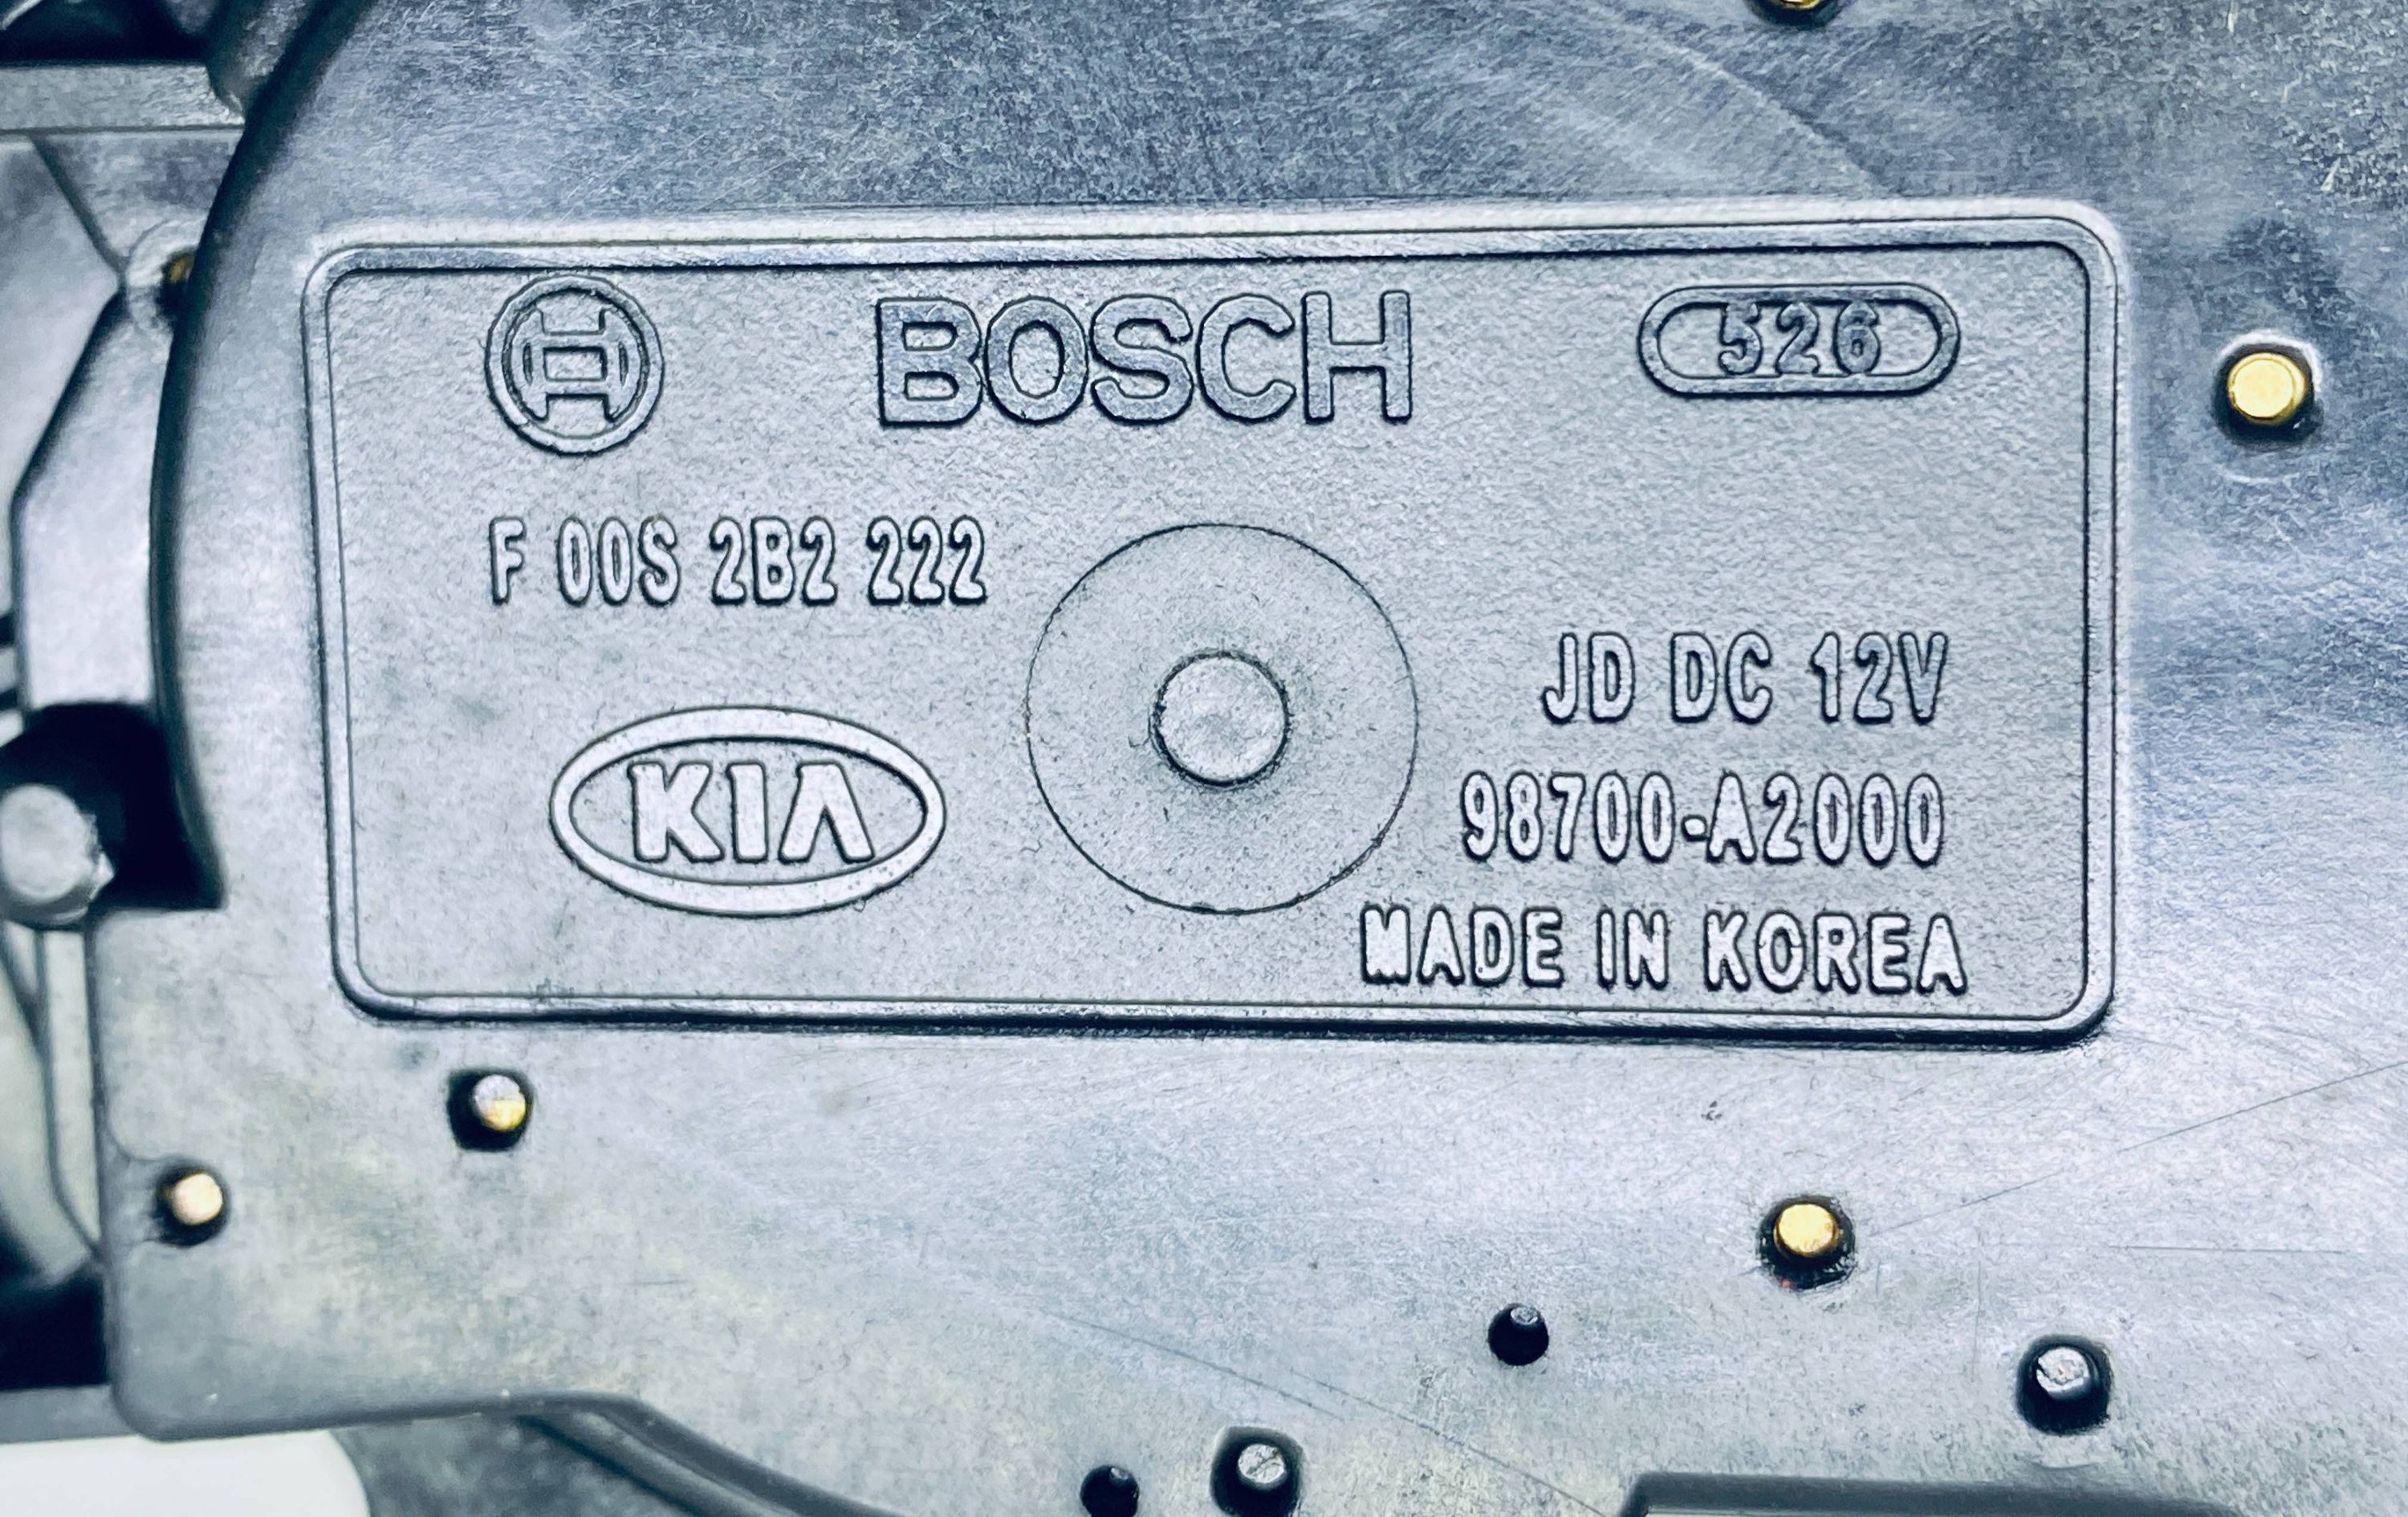 BOSCH 526
F 00S 2B2 222
JD DC 12V
KIA 98700-A2000
MADE IN KOREA